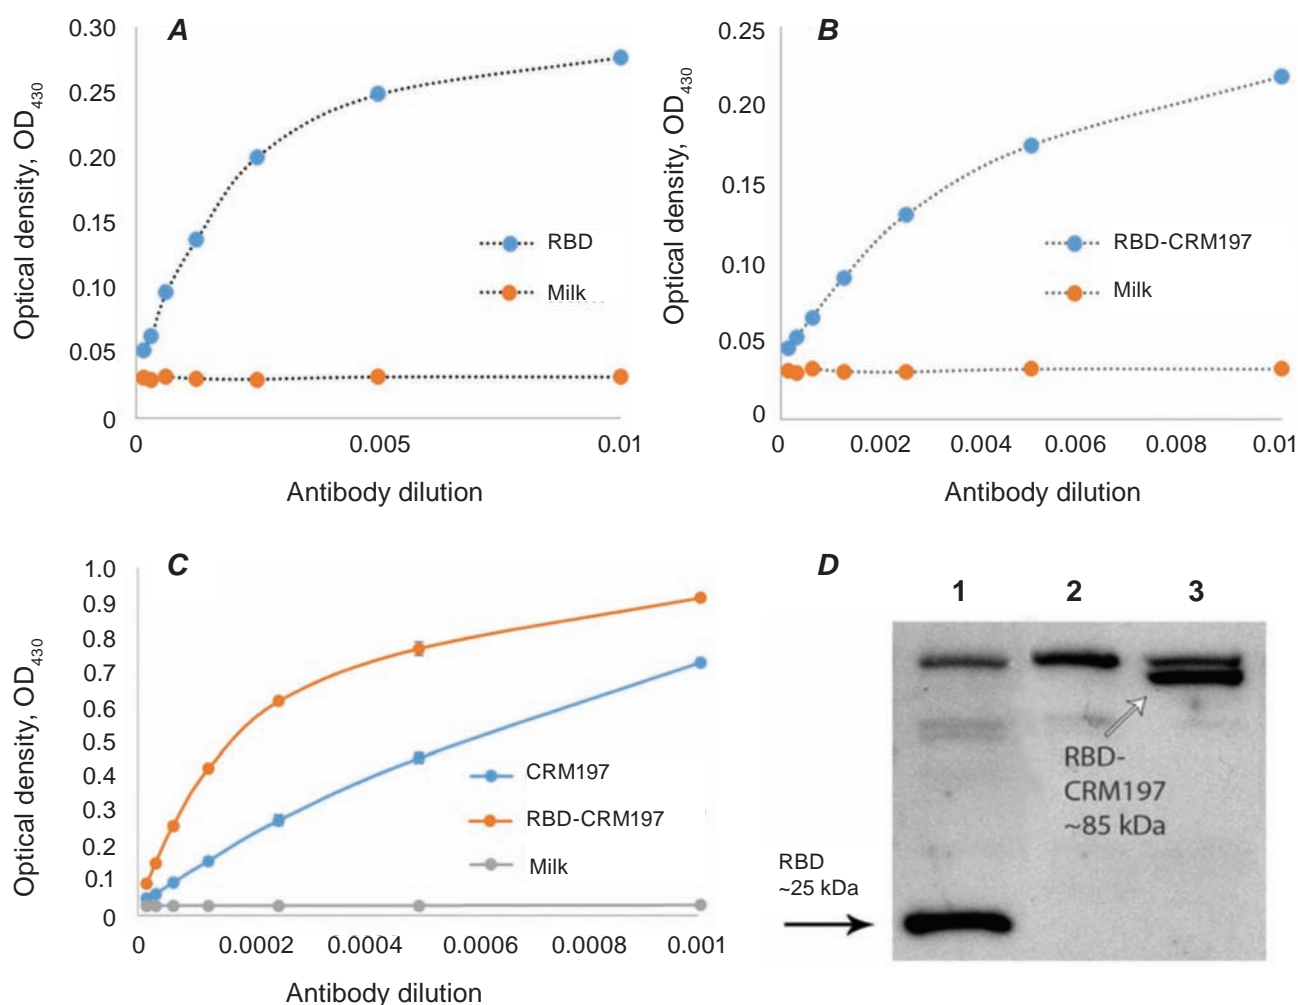 A
Optical density, OD430
0.30
0.25
0.20
0.15
0.10
0.05
0
RBD
Milk
0 0.005 0.01
Antibody dilution
B
Optical density, OD430
0.25
0.20
0.15
0.10
0.05
0
RBD-CRM197
Milk
0 0.002 0.004 0.006 0.008 0.01
Antibody dilution
C
Optical density, OD430
1.0
0.9
0.8
0.7
0.6
0.5
0.4
0.3
0.2
0.1
0
CRM197
RBD-CRM197
Milk
0 0.0002 0.0004 0.0006 0.0008 0.001
Antibody dilution
D
1 2 3
RBD-
CRM197
~85 kDa
RBD
~25 kDa